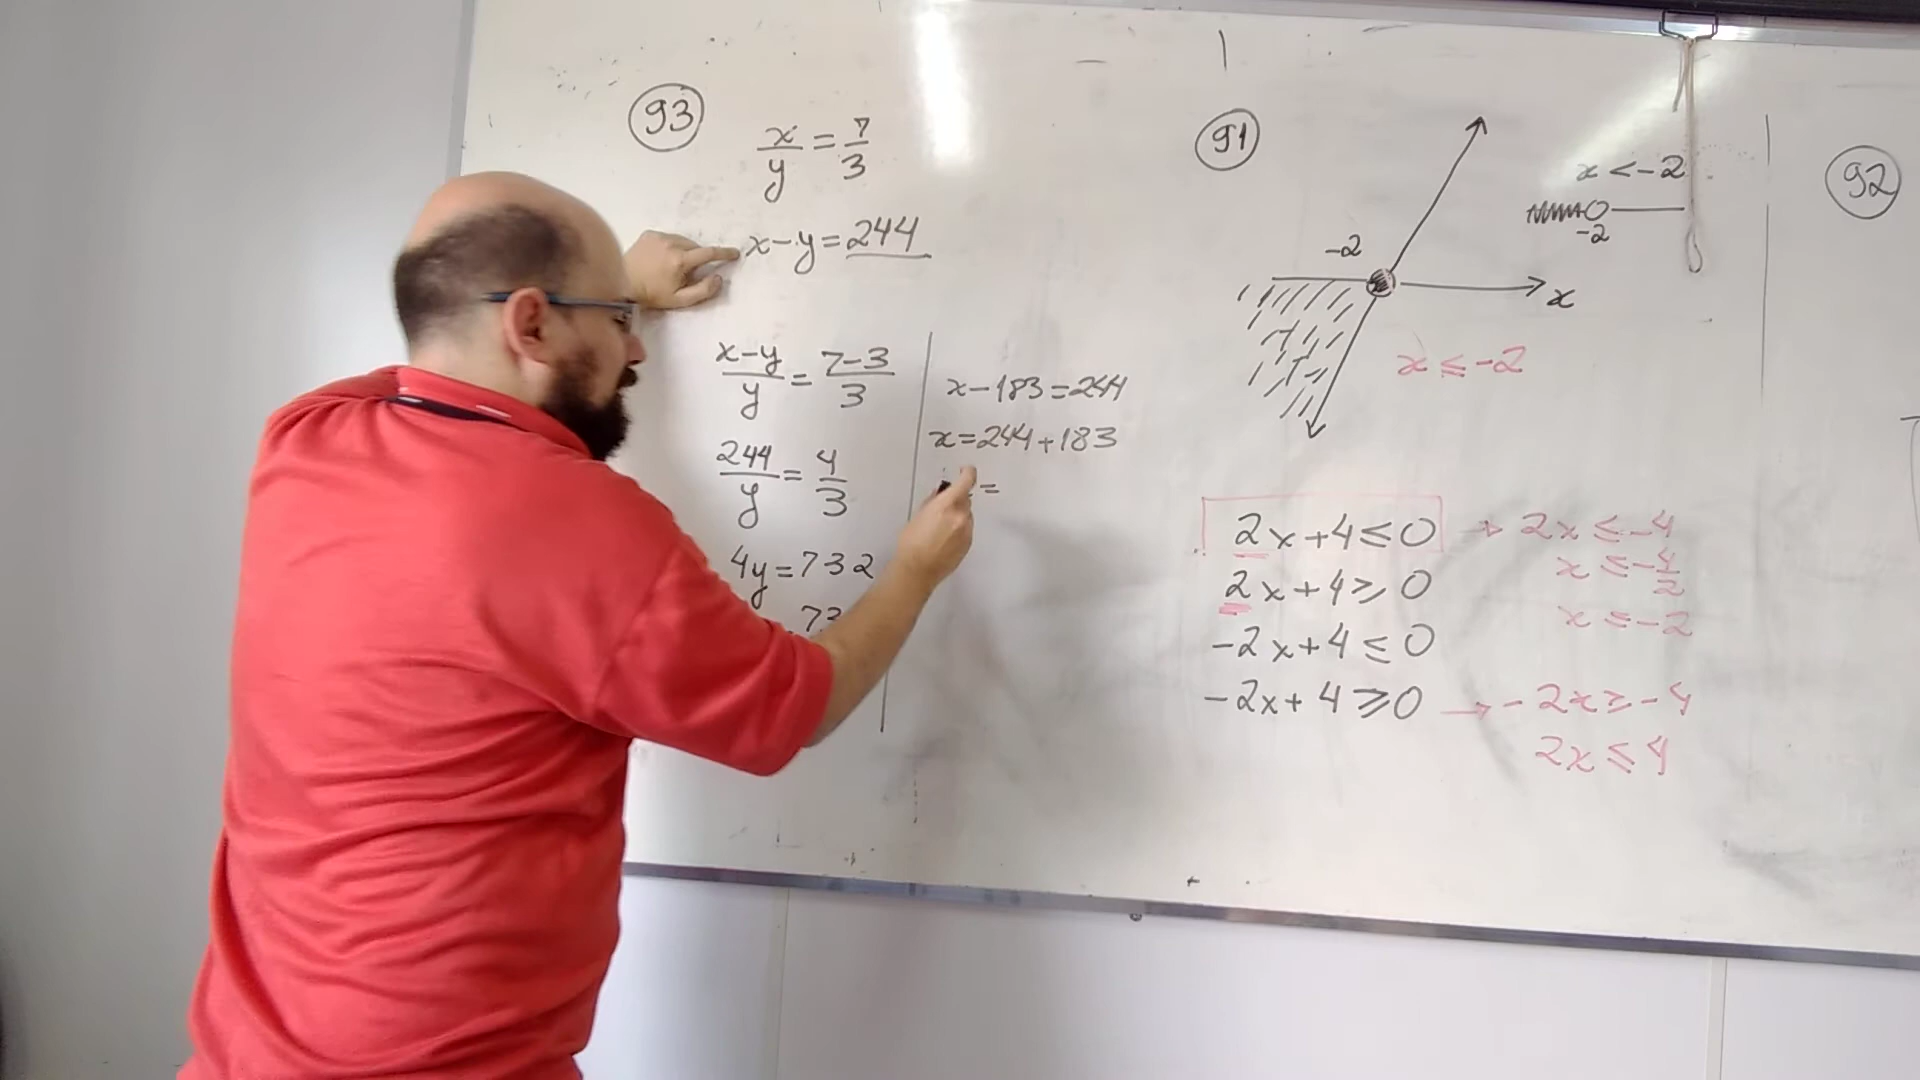 93
x/y = 7/3
x-y=244
x-y/y = 7-3/3
244/y = 4/3
4y=732
73
x-183=244
x=244+183
=
91
-2
x
x≤-2
x<-2
-2
2x+4≤0 → 2x≤-4
x≤-4/2
x≤-2
2x+4≥0
-2x+4≤0
-2x+4≥0 → -2x≥-4
2x≤4
92